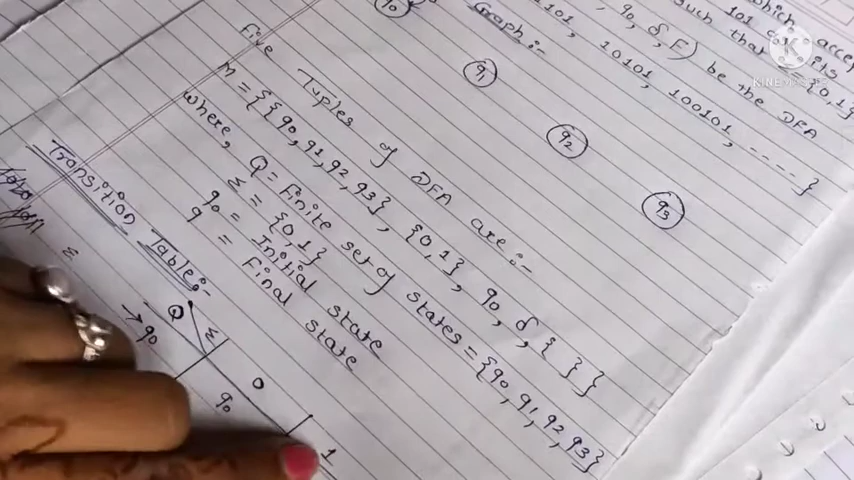 which accep
such that its
101 o
q0, δ, F) be the DFA
{0,1}
101, 10101, 100101, ----- }
Graph :-
q0
q1
q2
q3
Five Tuples of DFA are :-
M = {{q0, q1, q2, q3}, {0,1}, q0, δ, { } }
Where,
Q = Finite set of states = {q0, q1, q2, q3}
Σ = {0,1}
q0 = Initial state
q = Final state
Transition Table :-
Q Σ 0 1
→ q0 q0
Σ
KINE MASTER